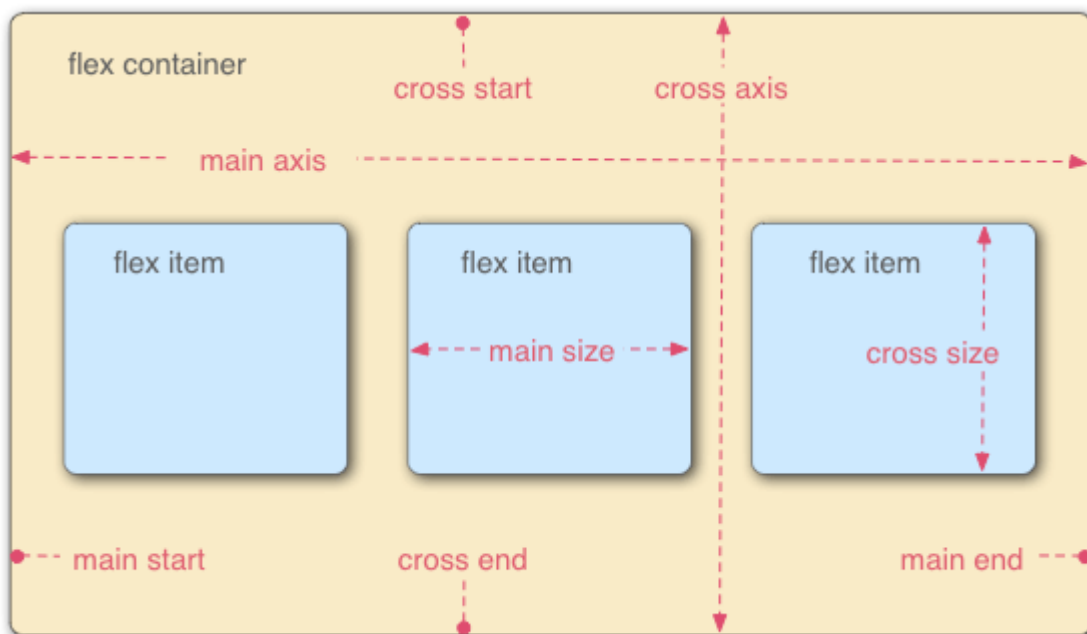 flex container
cross start
cross axis
main axis
flex item
flex item
flex item
main size
cross size
main start
cross end
main end